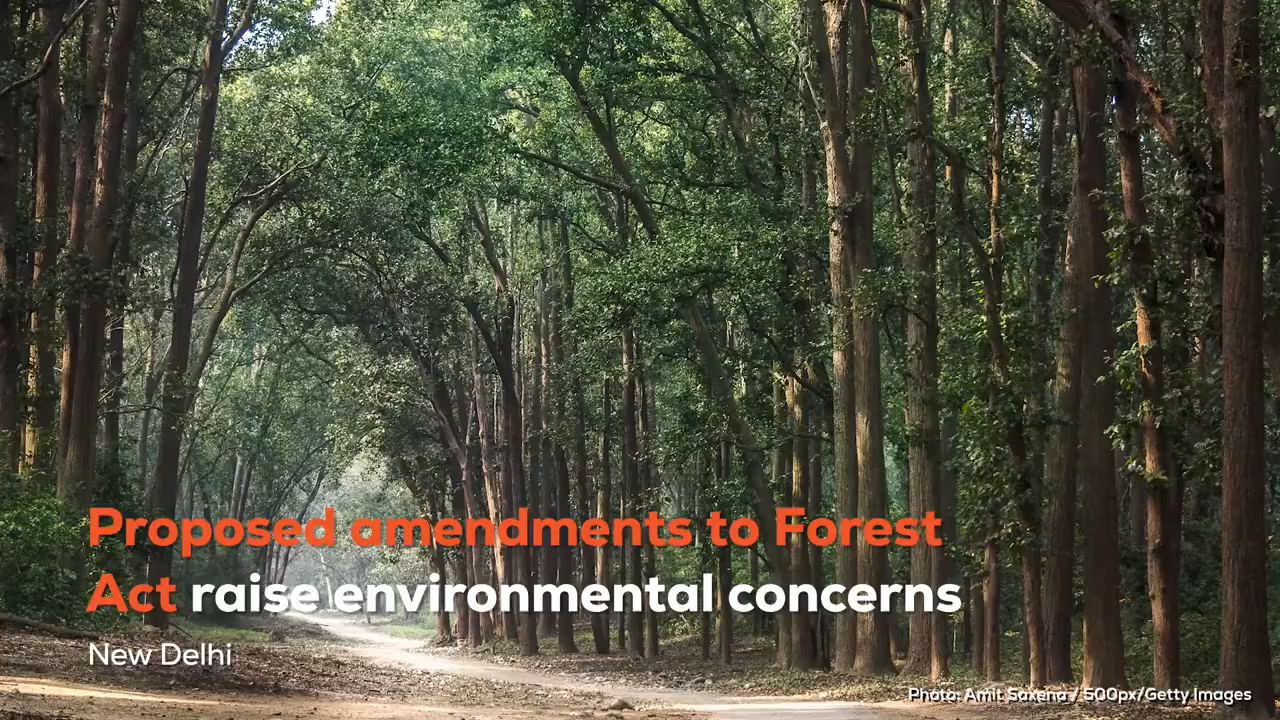 Proposed amendments to Forest
Act raise environmental concerns
New Delhi
Photo: Amit Saxena / 500px/Getty Images